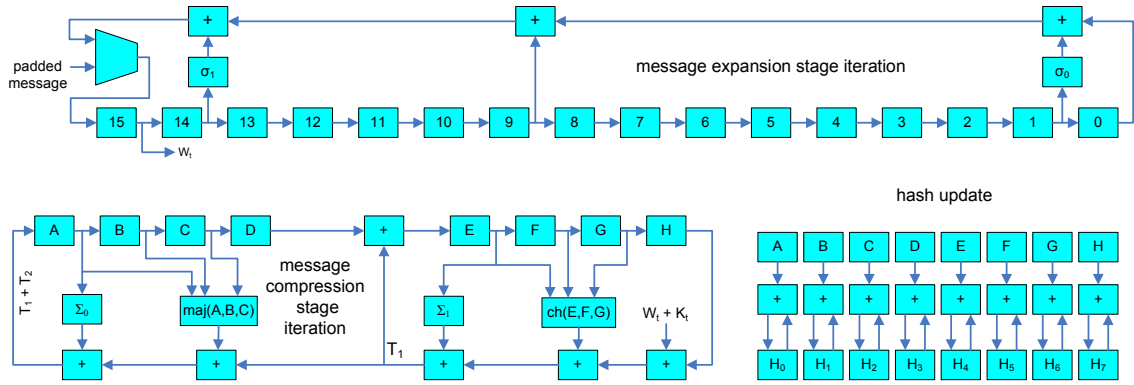 +
+
+
padded
message
σ1
message expansion stage iteration
σ0
15
14
13
12
11
10
9
8
7
6
5
4
3
2
1
0
Wt
hash update
A
B
C
D
+
E
F
G
H
T1 + T2
message
compression
stage
iteration
Σ0
maj(A,B,C)
Σ1
ch(E,F,G)
Wt + Kt
T1
+
+
+
+
+
A
B
C
D
E
F
G
H
+
+
+
+
+
+
+
+
H0
H1
H2
H3
H4
H5
H6
H7